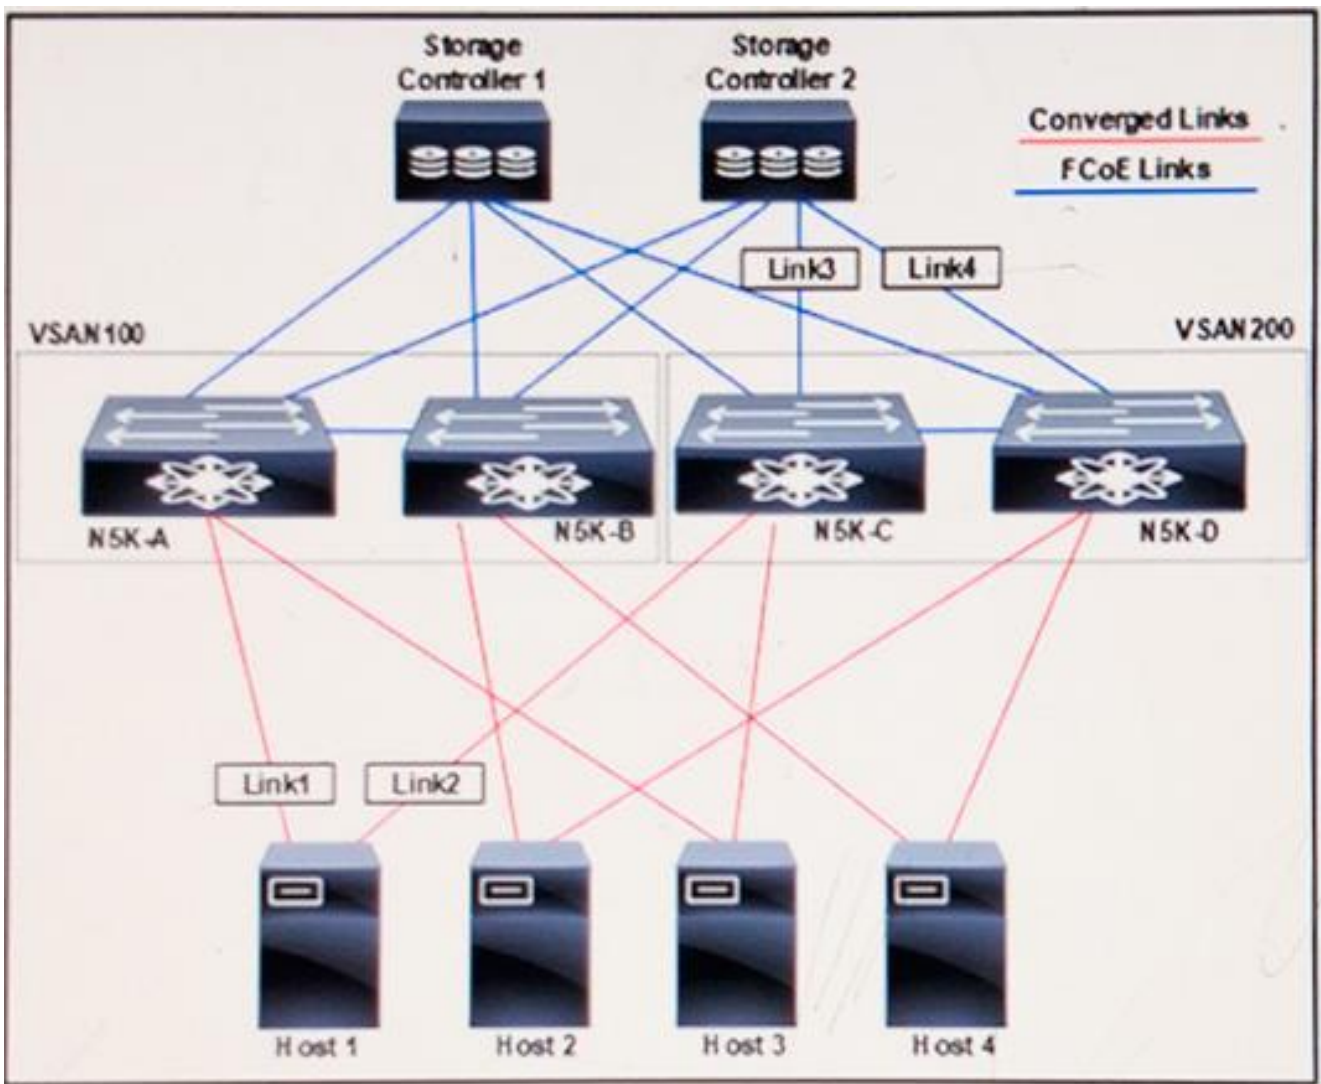 Storage
Controller 1
Storage
Controller 2
Converged Links
FCoE Links
Link3
Link4
VSAN100
VSAN200
N5K-A
N5K-B
N5K-C
N5K-D
Link1
Link2
Host 1
Host 2
Host 3
Host 4